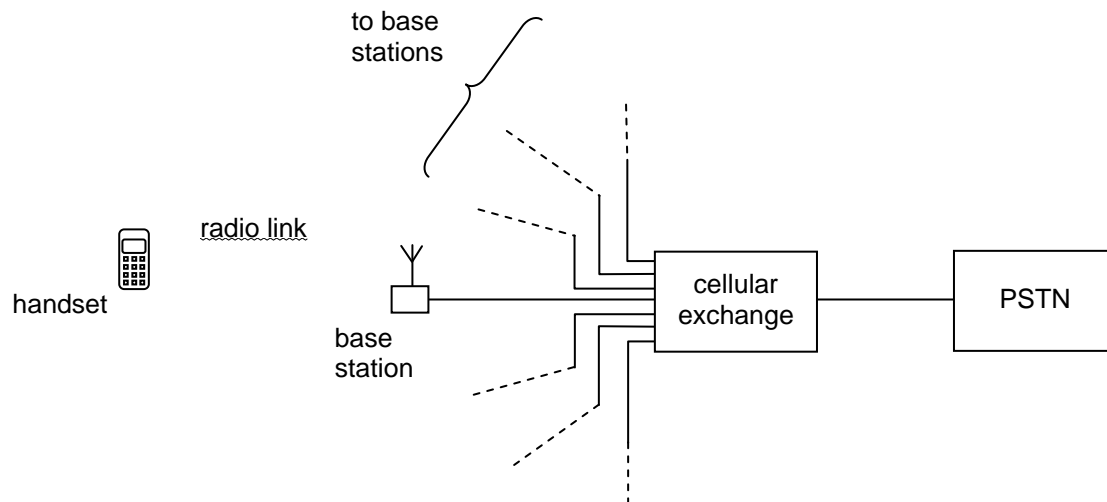 to base
stations
radio link
handset
base
station
cellular
exchange
PSTN